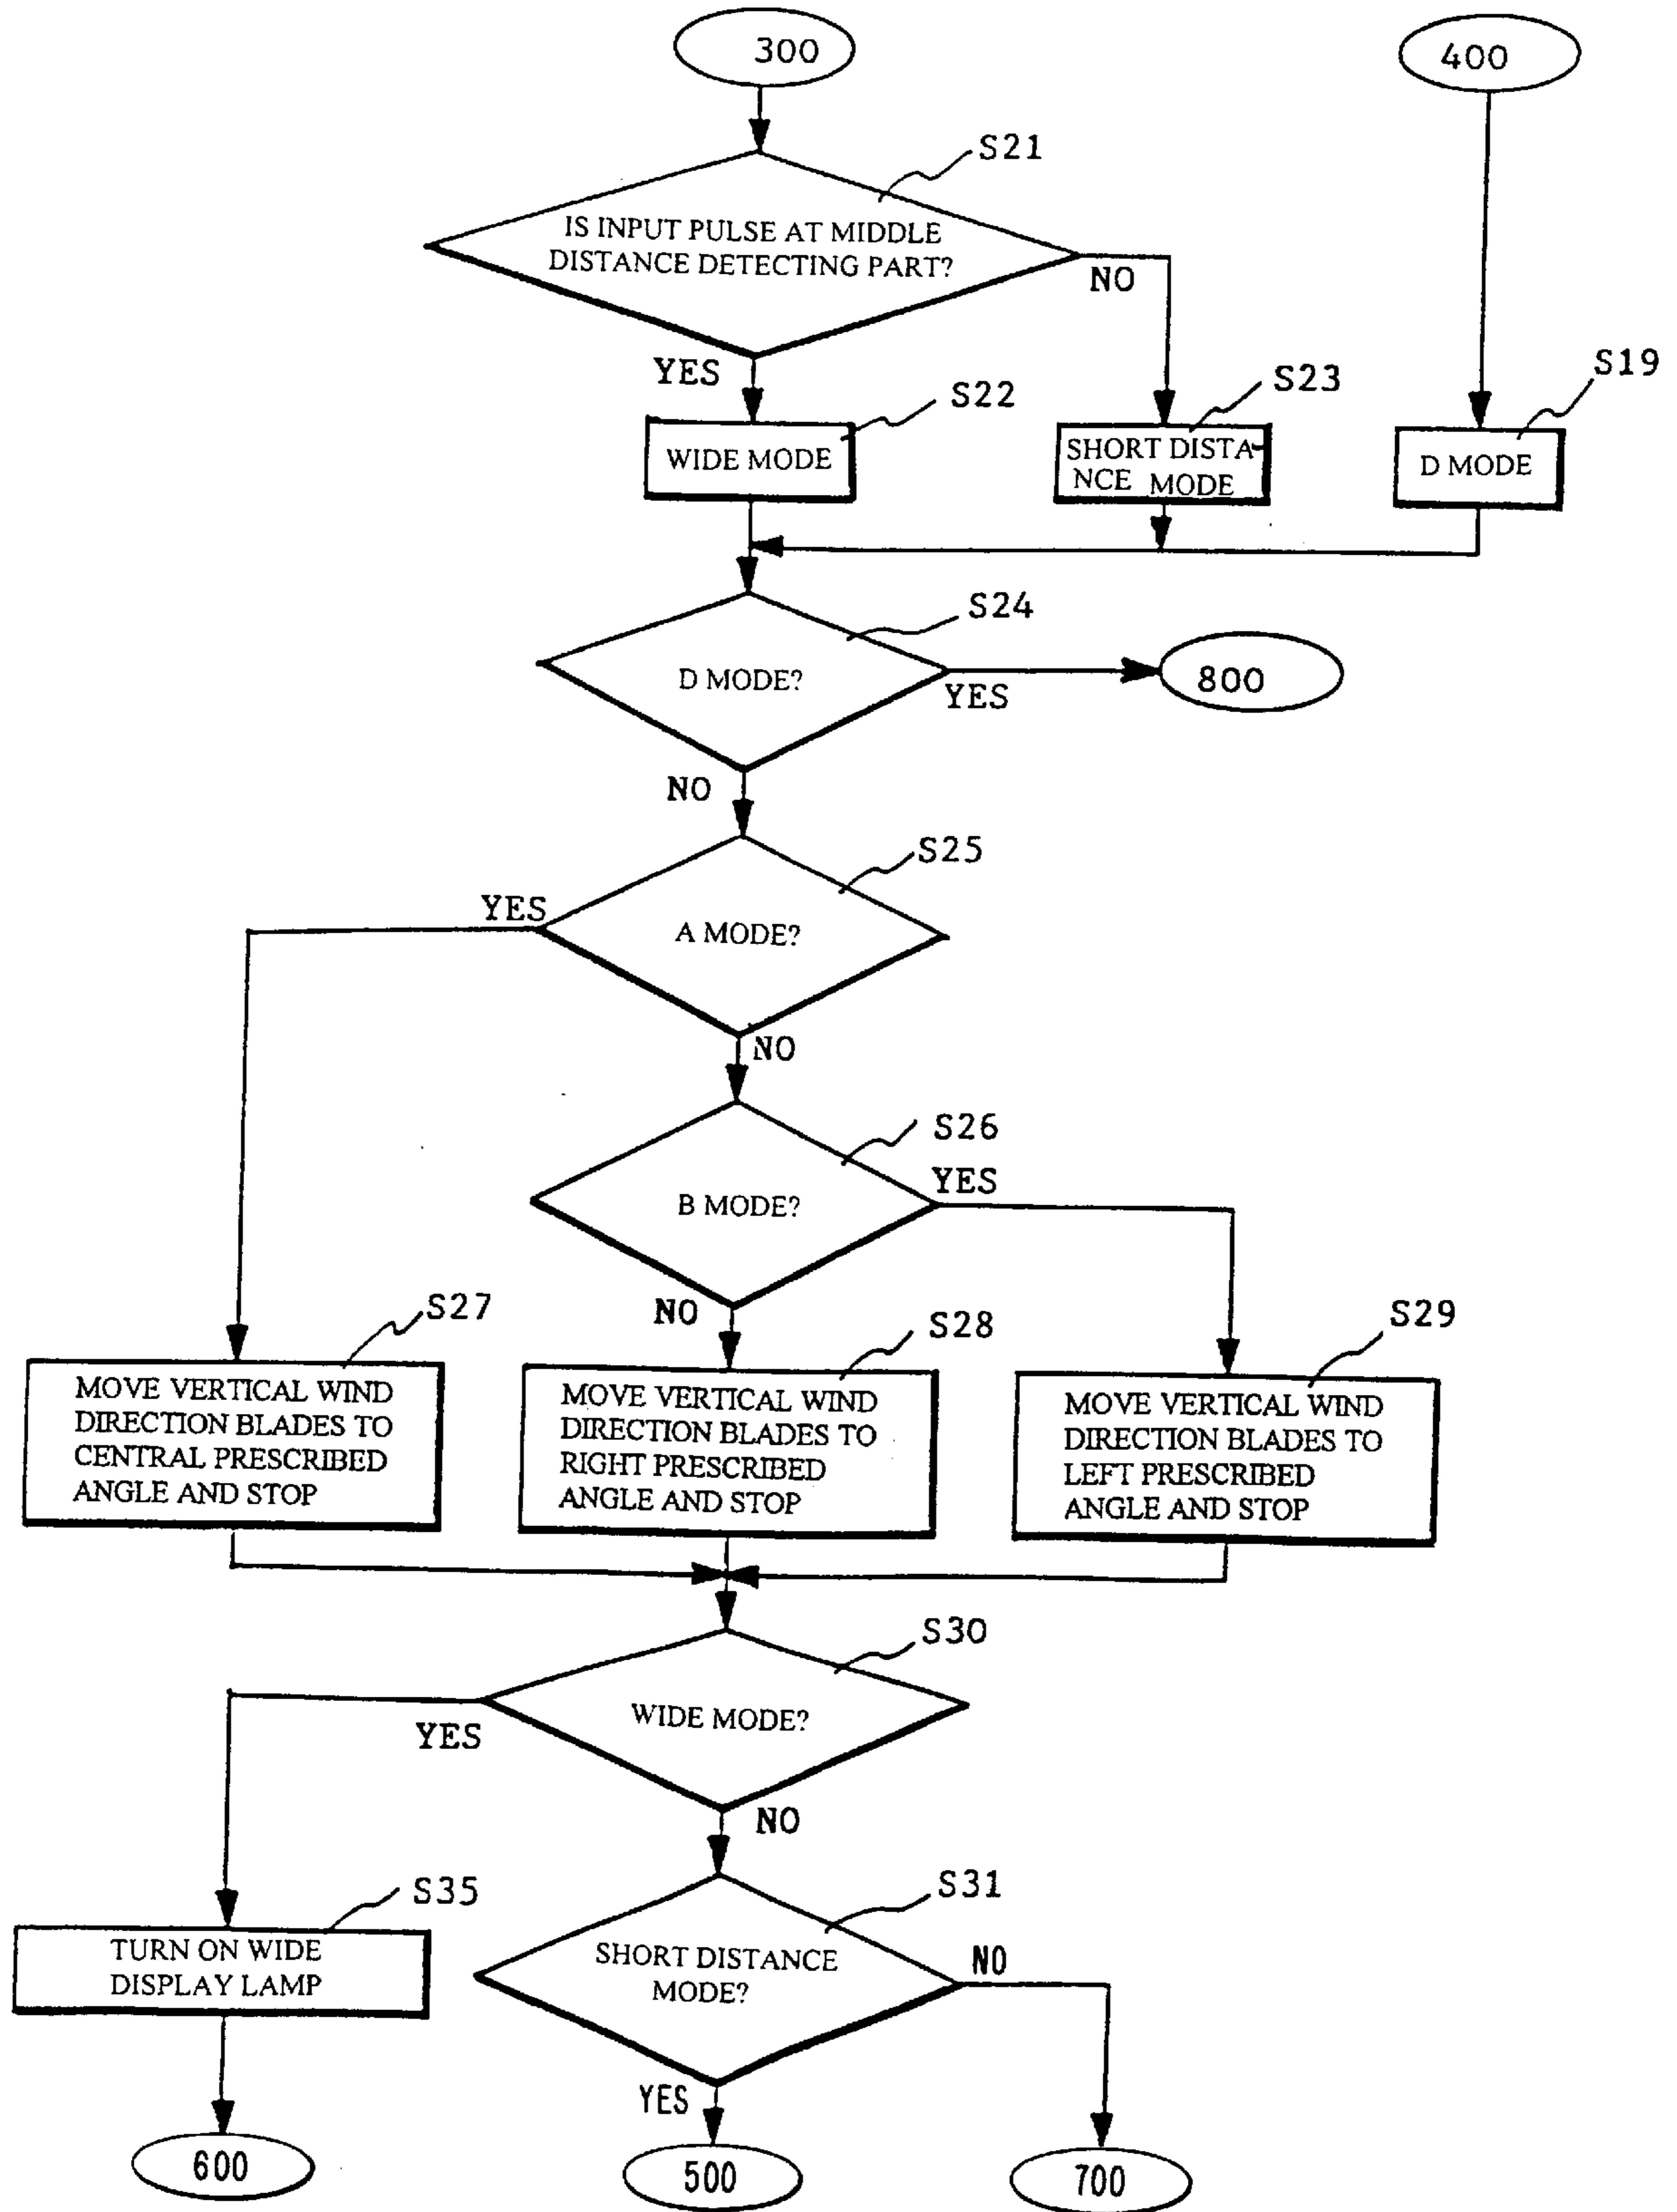 300
400
S21
IS INPUT PULSE AT MIDDLE
DISTANCE DETECTING PART?
NO
YES
S22
S23
S19
WIDE MODE
SHORT DISTA-
NCE MODE
D MODE
S24
D MODE?
YES
800
NO
S25
YES
A MODE?
NO
S26
YES
B MODE?
NO
S27
S28
S29
MOVE VERTICAL WIND
DIRECTION BLADES TO
CENTRAL PRESCRIBED
ANGLE AND STOP
MOVE VERTICAL WIND
DIRECTION BLADES TO
RIGHT PRESCRIBED
ANGLE AND STOP
MOVE VERTICAL WIND
DIRECTION BLADES TO
LEFT PRESCRIBED
ANGLE AND STOP
S30
WIDE MODE?
YES
NO
S35
S31
TURN ON WIDE
DISPLAY LAMP
SHORT DISTANCE
MODE?
NO
YES
600
500
700